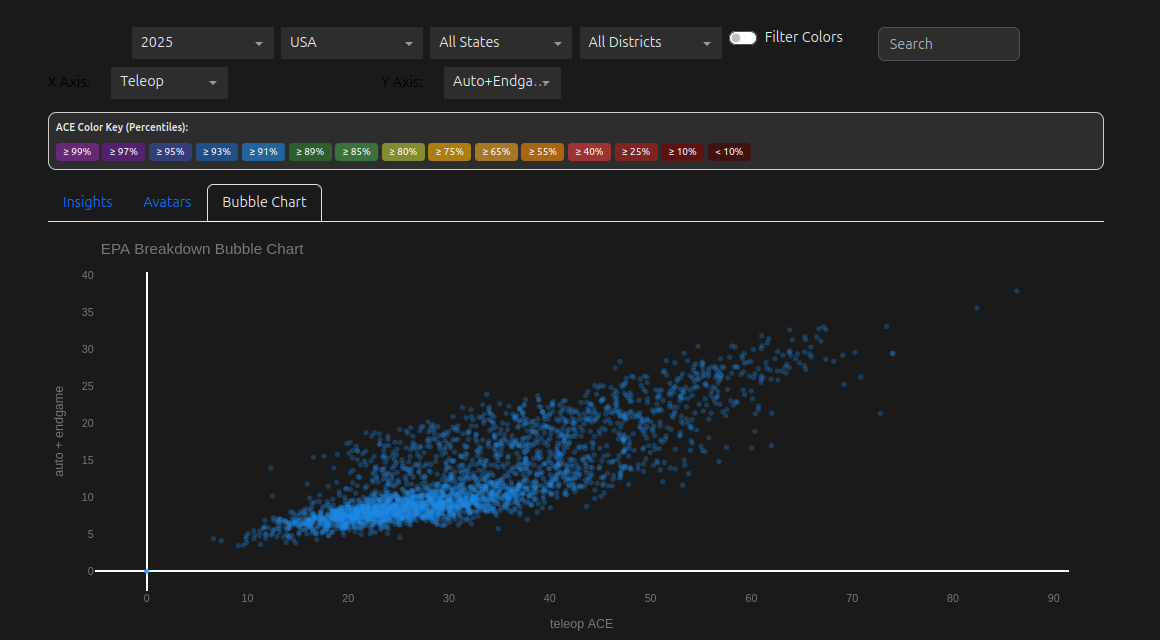 2025 USA All States All Districts Filter Colors Search
X Axis: Teleop Y Axis: Auto+Endga...
ACE Color Key (Percentiles):
≥ 99% ≥ 97% ≥ 95% ≥ 93% ≥ 91% ≥ 89% ≥ 85% ≥ 80% ≥ 75% ≥ 65% ≥ 55% ≥ 40% ≥ 25% ≥ 10% < 10%
Insights Avatars Bubble Chart
EPA Breakdown Bubble Chart
40
35
30
25
20
15
10
5
0
auto + endgame
0 10 20 30 40 50 60 70 80 90
teleop ACE